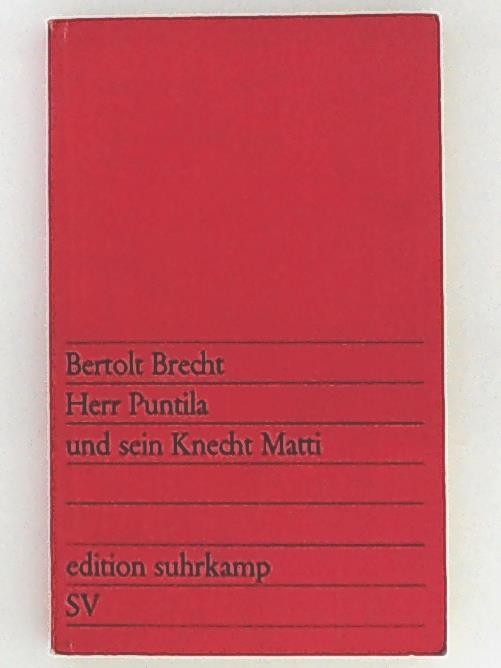 Bertolt Brecht
Herr Puntila
und sein Knecht Matti
edition suhrkamp
SV